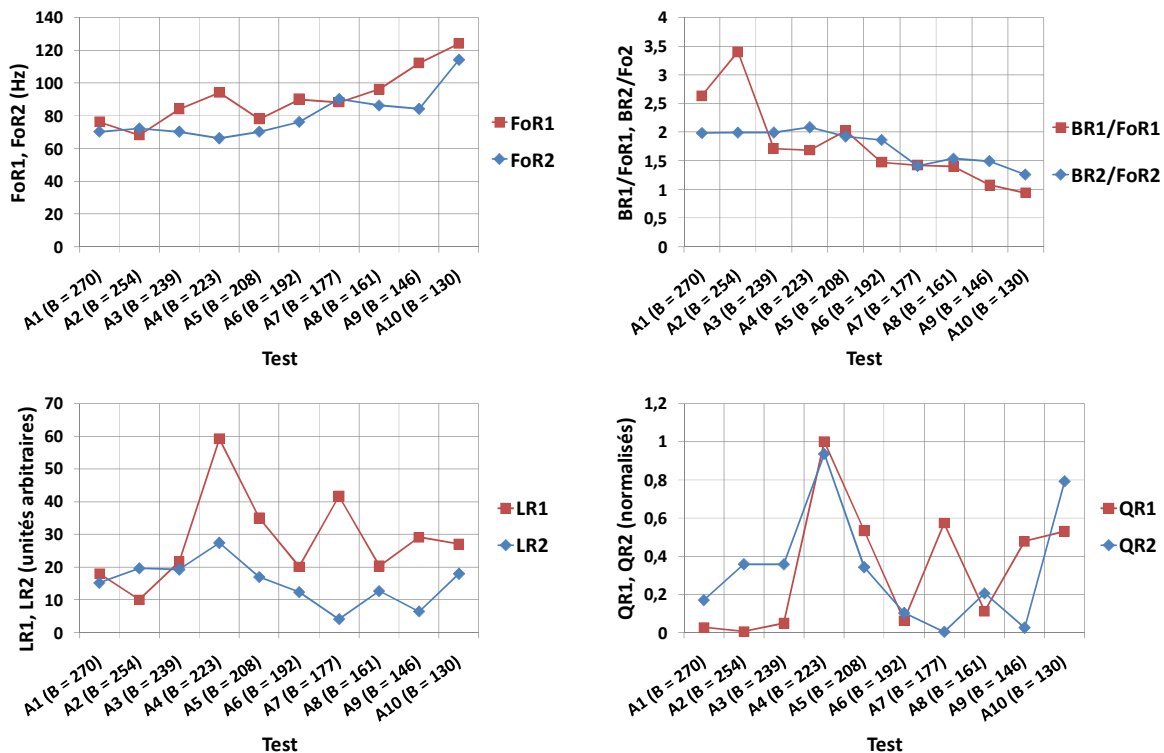 FoR1, FoR2 (Hz)
140
120
100
80
60
40
20
0
A1 (B = 270)
A2 (B = 254)
A3 (B = 239)
A4 (B = 223)
A5 (B = 208)
A6 (B = 192)
A7 (B = 177)
A8 (B = 161)
A9 (B = 146)
A10 (B = 130)
Test
FoR1
FoR2
BR1/FoR1, BR2/Fo2
4
3,5
3
2,5
2
1,5
1
0,5
0
A1 (B = 270)
A2 (B = 254)
A3 (B = 239)
A4 (B = 223)
A5 (B = 208)
A6 (B = 192)
A7 (B = 177)
A8 (B = 161)
A9 (B = 146)
A10 (B = 130)
Test
BR1/FoR1
BR2/FoR2
LR1, LR2 (unités arbitraires)
70
60
50
40
30
20
10
0
A1 (B = 270)
A2 (B = 254)
A3 (B = 239)
A4 (B = 223)
A5 (B = 208)
A6 (B = 192)
A7 (B = 177)
A8 (B = 161)
A9 (B = 146)
A10 (B = 130)
Test
LR1
LR2
QR1, QR2 (normalisés)
1,2
1
0,8
0,6
0,4
0,2
0
A1 (B = 270)
A2 (B = 254)
A3 (B = 239)
A4 (B = 223)
A5 (B = 208)
A6 (B = 192)
A7 (B = 177)
A8 (B = 161)
A9 (B = 146)
A10 (B = 130)
Test
QR1
QR2